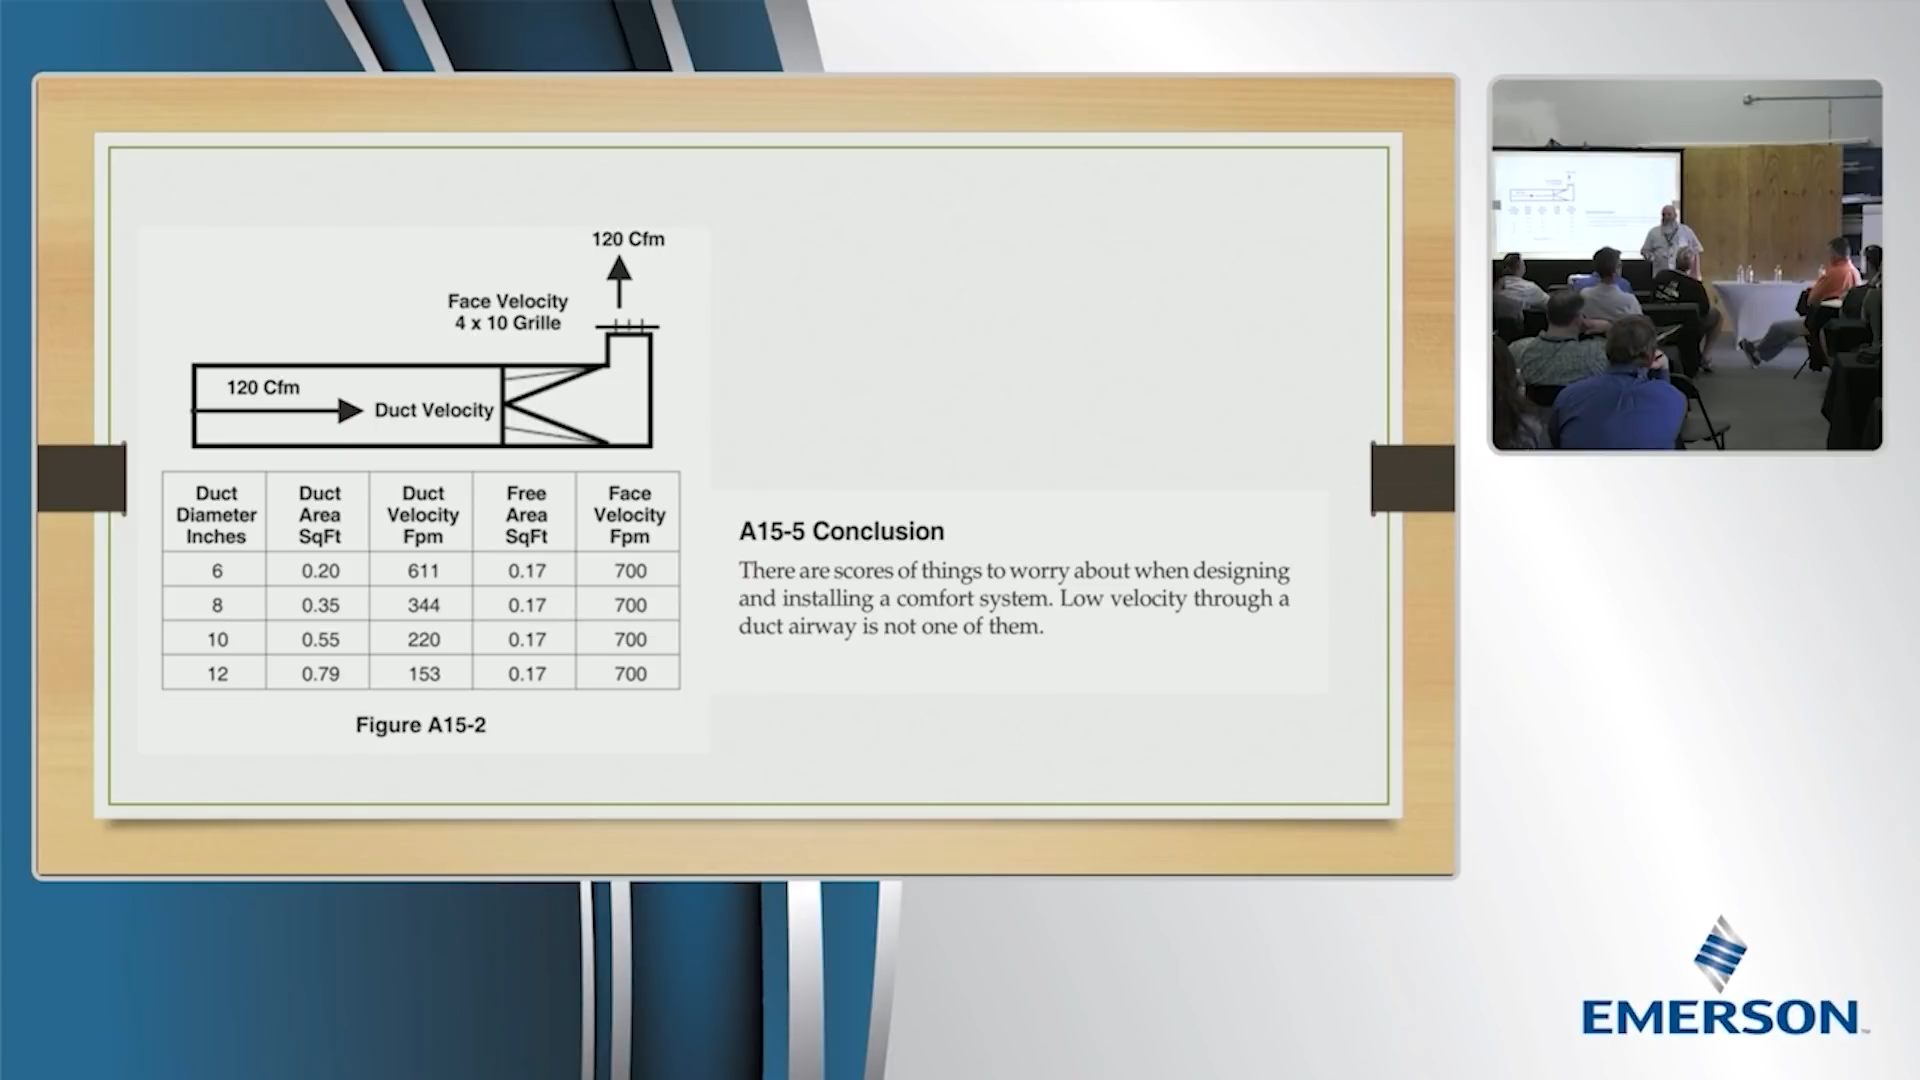 120 Cfm
Face Velocity
4 x 10 Grille
120 Cfm
Duct Velocity
Duct Diameter Inches Duct Area SqFt Duct Velocity Fpm Free Area SqFt Face Velocity Fpm
6 0.20 611 0.17 700
8 0.35 344 0.17 700
10 0.55 220 0.17 700
12 0.79 153 0.17 700
Figure A15-2
A15-5 Conclusion
There are scores of things to worry about when designing
and installing a comfort system. Low velocity through a
duct airway is not one of them.
EMERSON